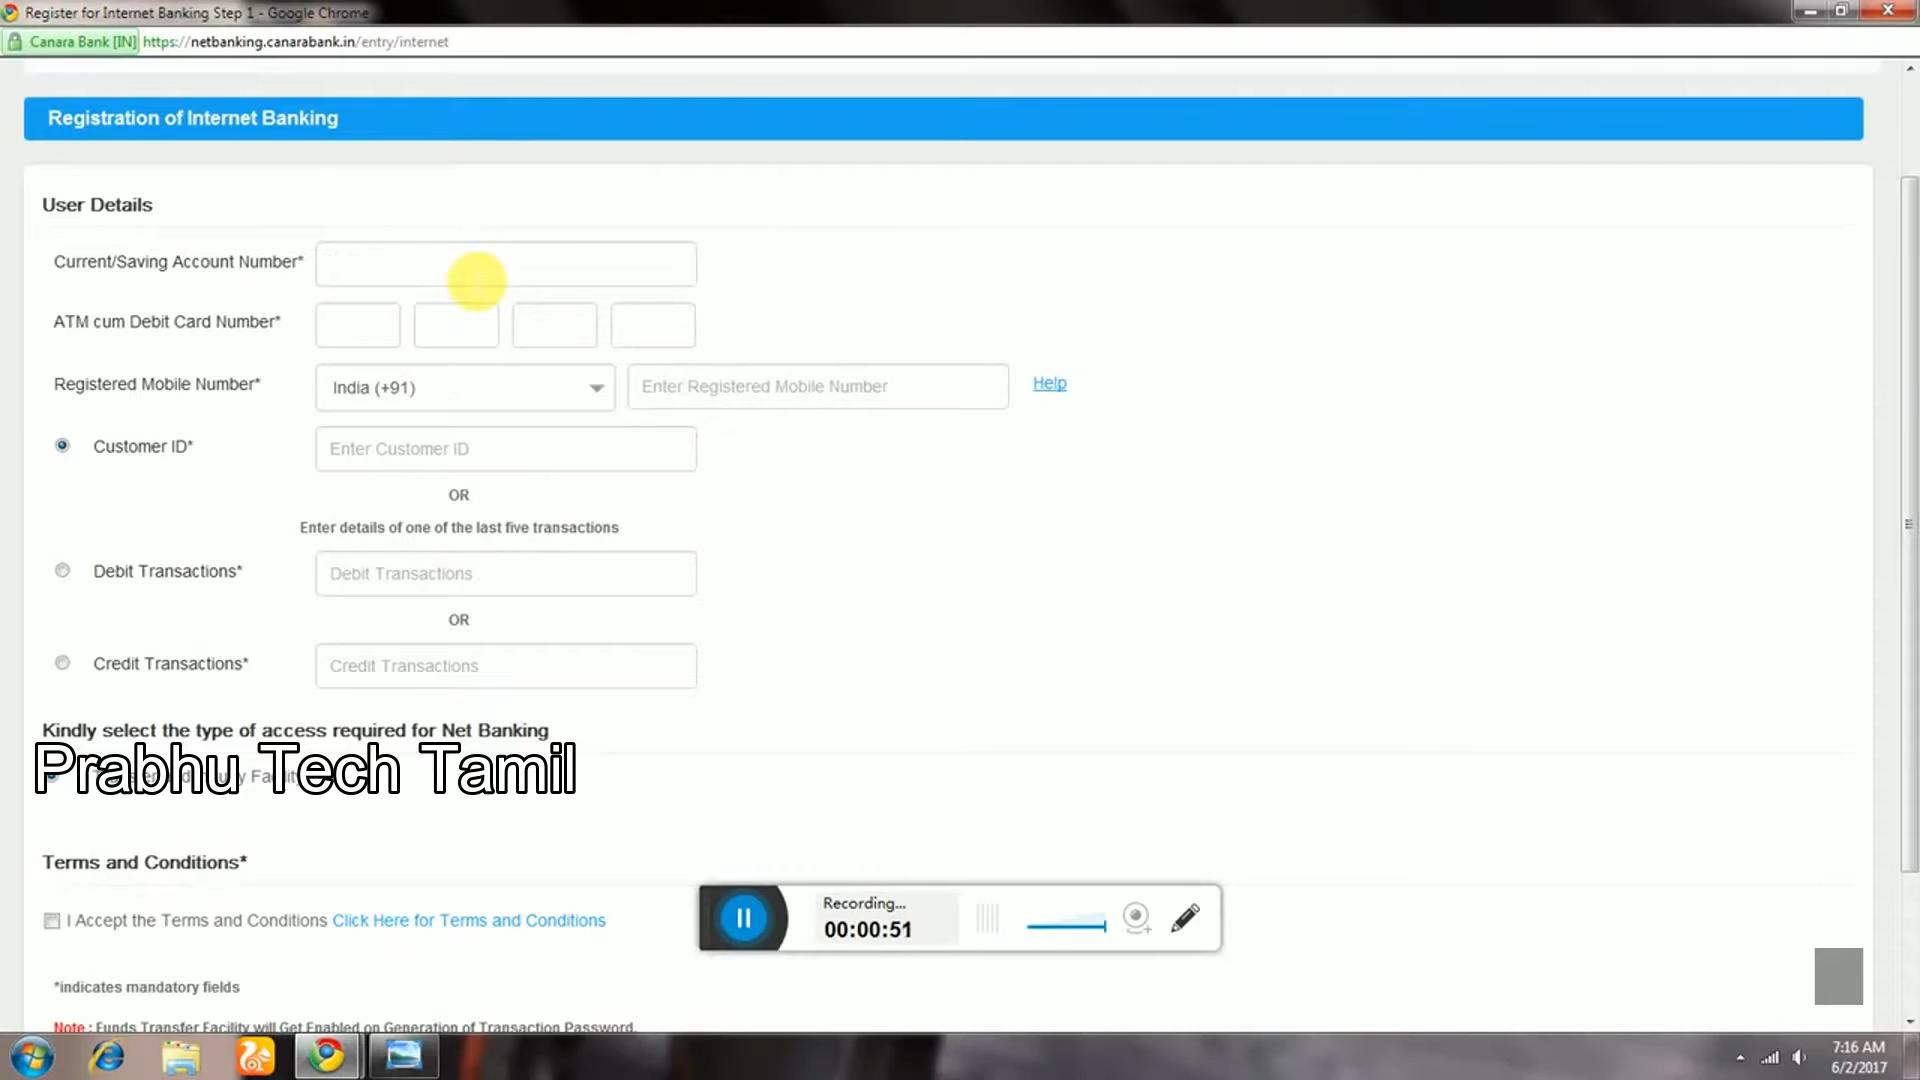 Register for Internet Banking Step 1 - Google Chrome
Canara Bank [IN] https://netbanking.canarabank.in/entry/internet
Registration of Internet Banking
User Details
Current/Saving Account Number*
ATM cum Debit Card Number*
Registered Mobile Number* India (+91) Enter Registered Mobile Number Help
Customer ID* Enter Customer ID
OR
Enter details of one of the last five transactions
Debit Transactions* Debit Transactions
OR
Credit Transactions* Credit Transactions
Kindly select the type of access required for Net Banking
Prabhu Tech Tamil
Terms and Conditions*
I Accept the Terms and Conditions Click Here for Terms and Conditions
Recording...
00:00:51
*indicates mandatory fields
Note : Funds Transfer Facility will Get Enabled on Generation of Transaction Password.
7:16 AM
6/2/2017